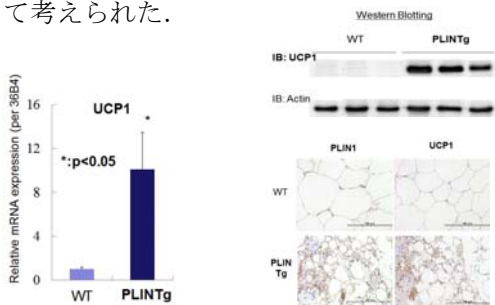 て考えられた.
Relative mRNA expression (per 36B4)
16
12
8
4
0
UCP1
*
*:p<0.05
WT
PLINTg
Western Blotting
WT
PLINTg
IB: UCP1
IB: Actin
PLIN1
UCP1
WT
PLIN
Tg